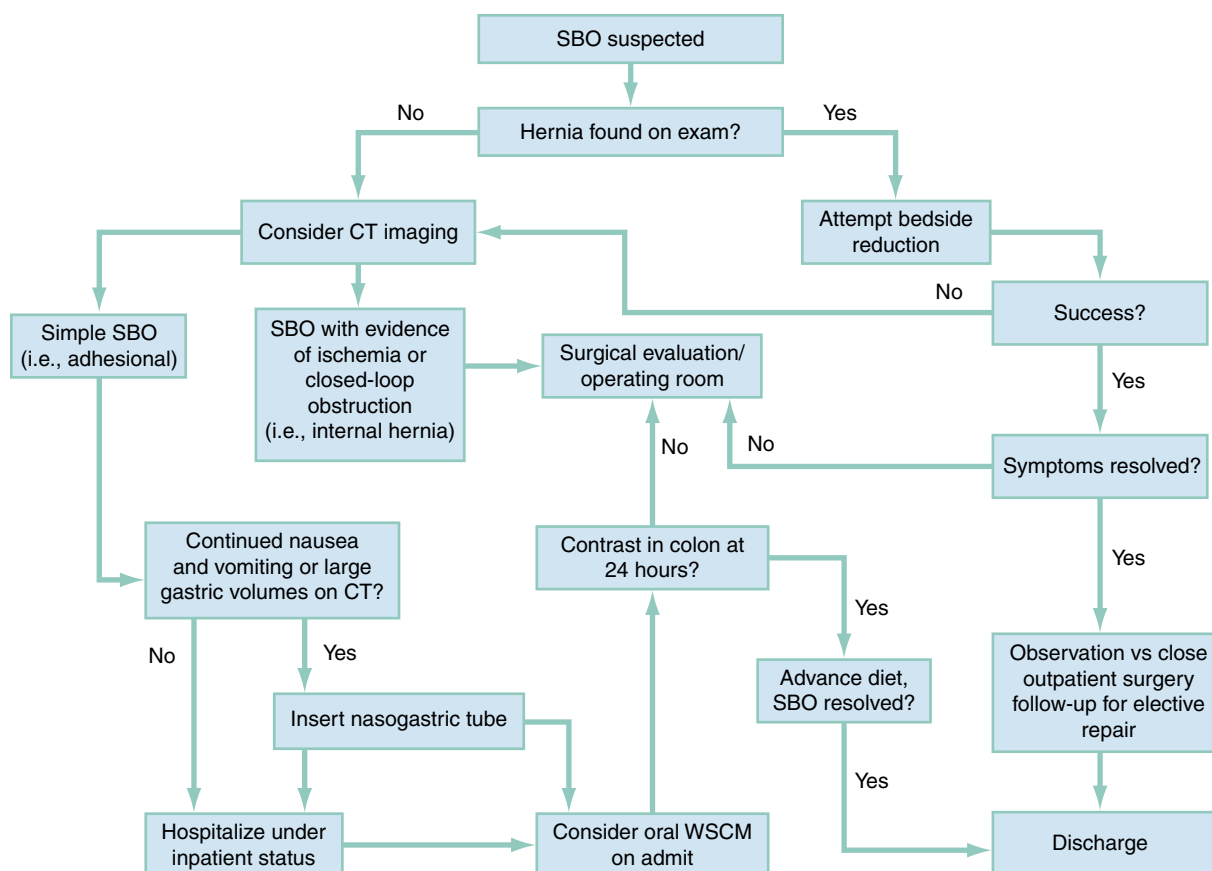 SBO suspected
No
Yes
Hernia found on exam?
Consider CT imaging
Attempt bedside
reduction
No
Success?
Simple SBO
(i.e., adhesional)
SBO with evidence
of ischemia or
closed-loop
obstruction
(i.e., internal hernia)
Surgical evaluation/
operating room
Yes
No
No
Symptoms resolved?
Continued nausea
and vomiting or large
gastric volumes on CT?
Contrast in colon at
24 hours?
Yes
No
Yes
Yes
Insert nasogastric tube
Advance diet,
SBO resolved?
Observation vs close
outpatient surgery
follow-up for elective
repair
Yes
Hospitalize under
inpatient status
Consider oral WSCM
on admit
Discharge